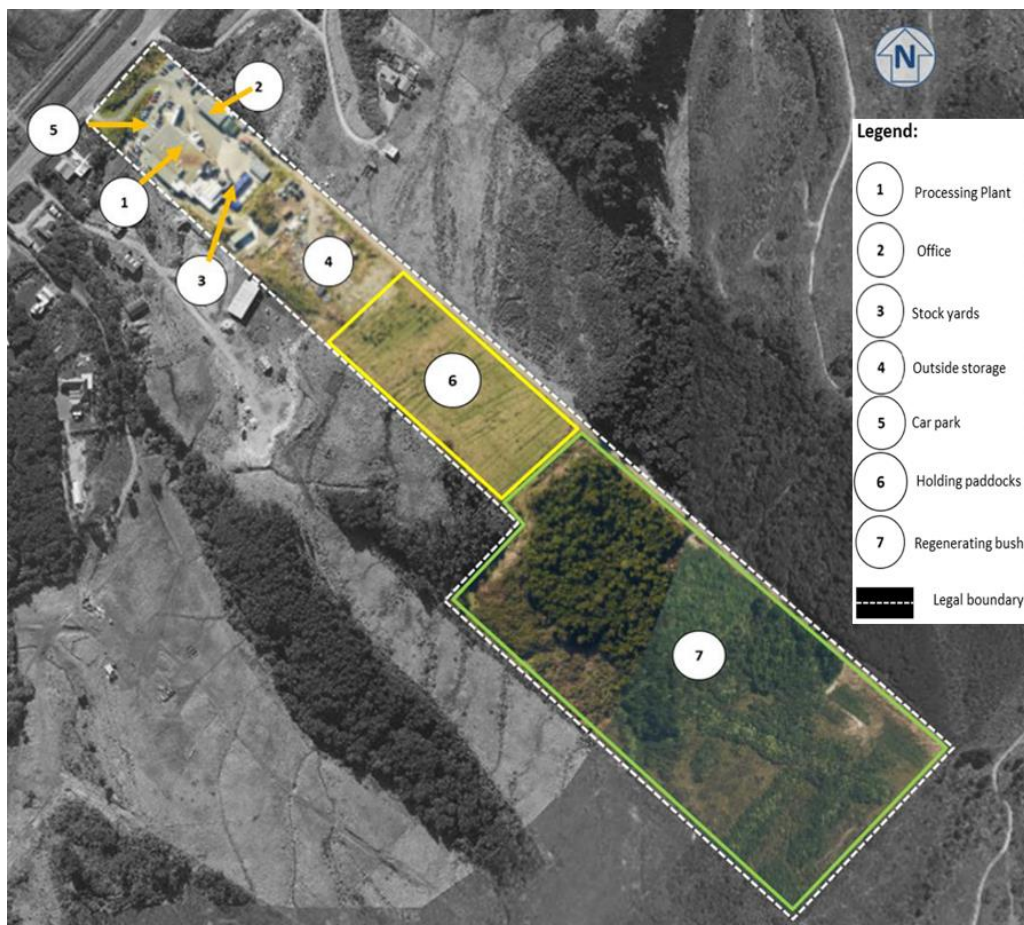 N
2
5
1
3
4
6
7
Legend:
1 Processing Plant
2 Office
3 Stock yards
4 Outside storage
5 Car park
6 Holding paddocks
7 Regenerating bush
Legal boundary